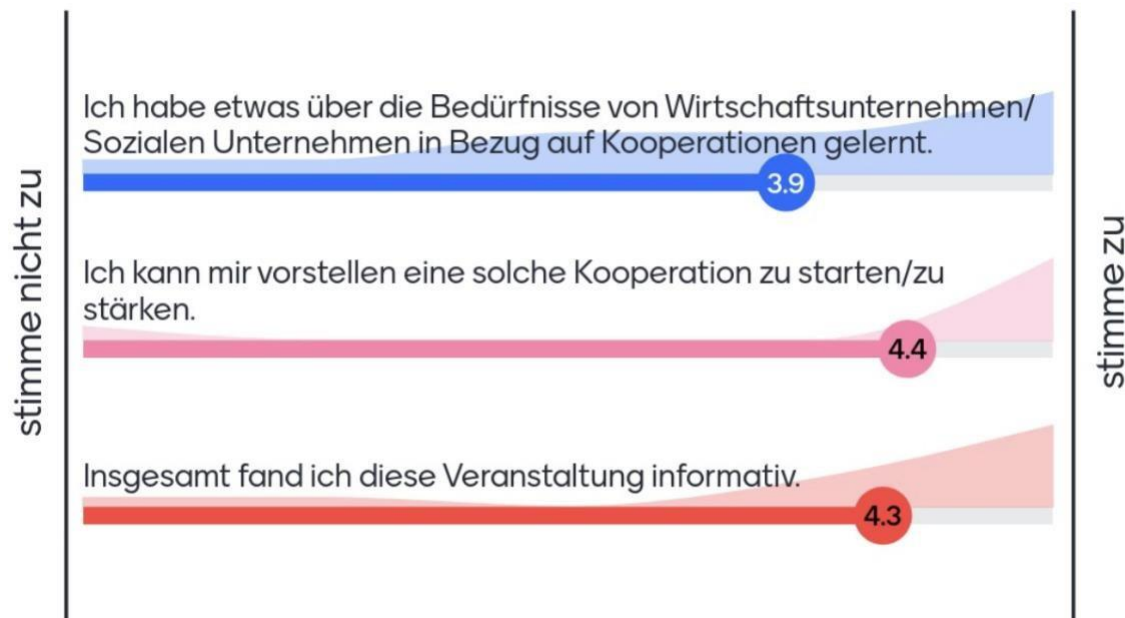 stimme nicht zu
Ich habe etwas über die Bedürfnisse von Wirtschaftsunternehmen/
Sozialen Unternehmen in Bezug auf Kooperationen gelernt.
3.9
Ich kann mir vorstellen eine solche Kooperation zu starten/zu
stärken.
4.4
Insgesamt fand ich diese Veranstaltung informativ.
4.3
stimme zu